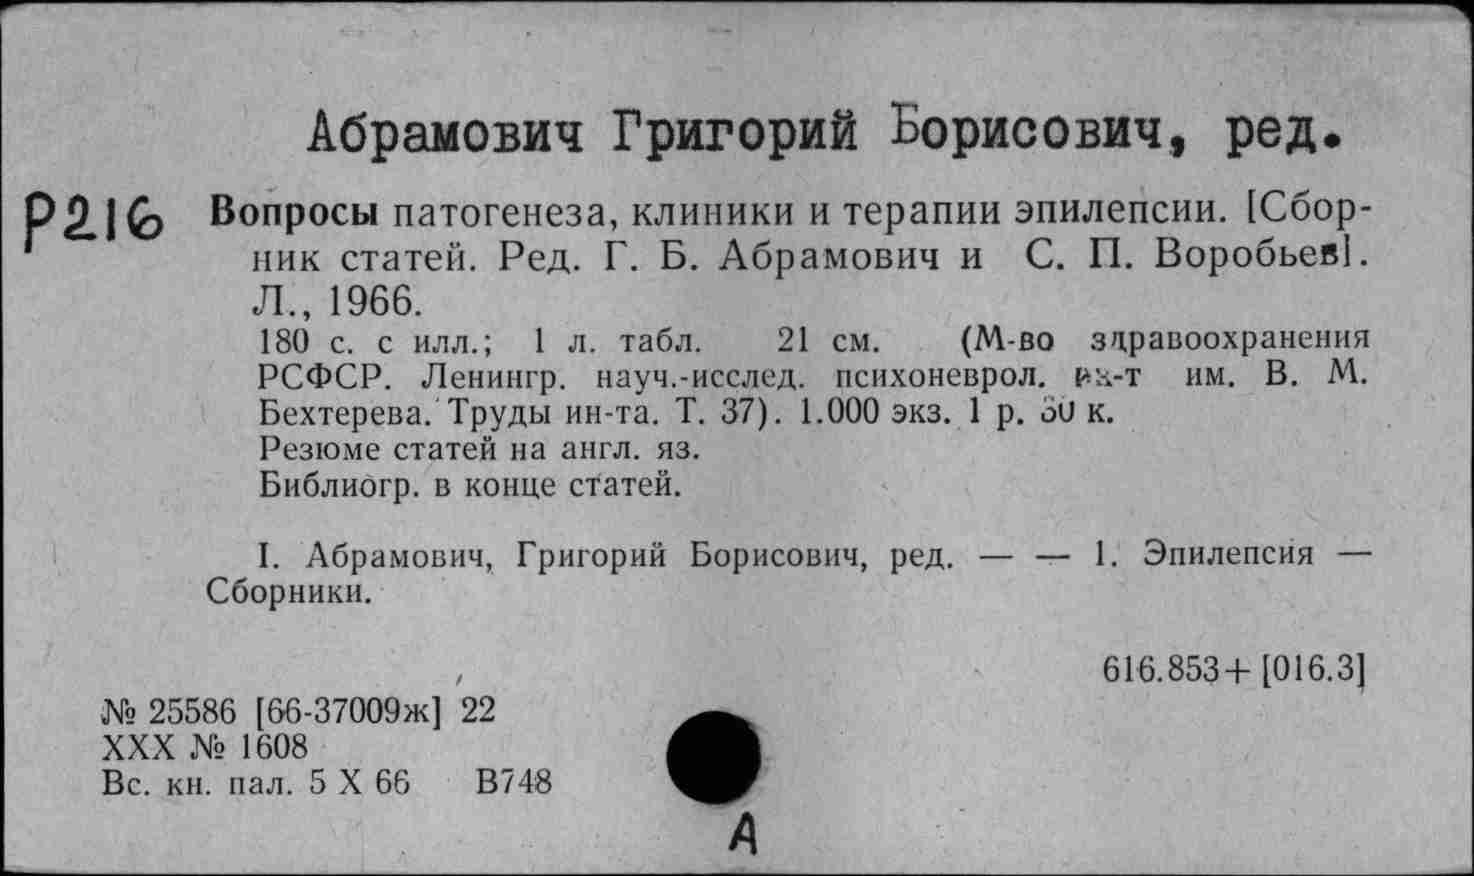 Абрамович Григорий Борисович, ред.
Р216 Вопросы патогенеза, клиники и терапии эпилепсии. [Сбор-
ник статей. Ред. Г. Б. Абрамович и С. П. Воробьев].
Л., 1966.
180 с. с илл.; 1 л. табл. 21 см. (М-во здравоохранения
РСФСР. Ленингр. науч.-исслед. психоневрол. ин-т им. В. М.
Бехтерева. Труды ин-та. Т. 37). 1.000 экз. 1 р. к.
Резюме статей на англ. яз.
Библиогр. в конце статей.
I. Абрамович, Григорий Борисович, ред. — — 1. Эпилепсия —
Сборники.
616.853+[016.3]
№ 25586 [66-37009ж] 22
XXX № 1608
Вс. кн. пал. 5 X 66 В748
А